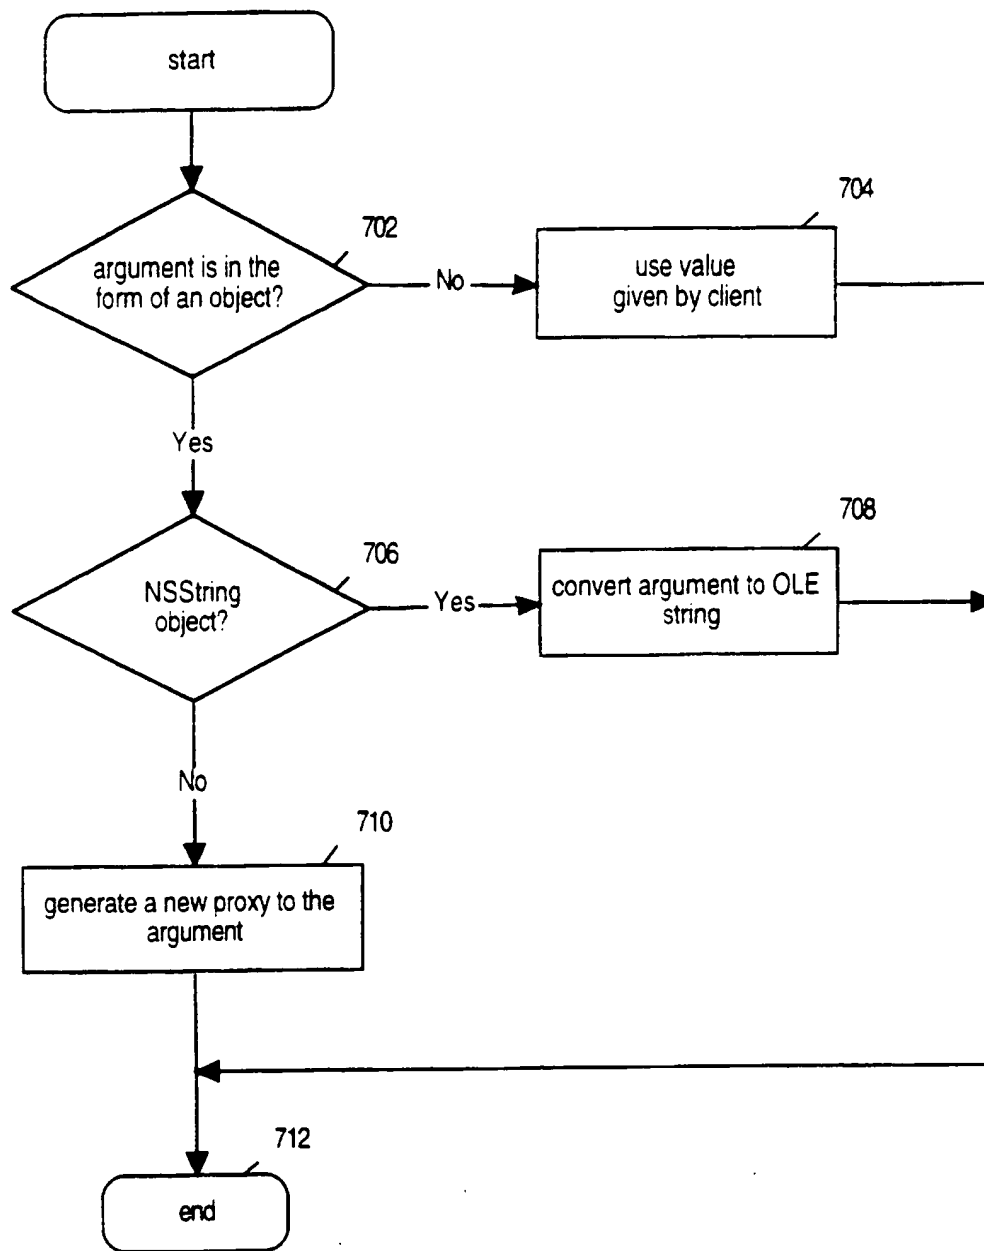 start
702
argument is in the
form of an object?
No
704
use value
given by client
Yes
706
NSString
object?
Yes
708
convert argument to OLE
string
No
710
generate a new proxy to the
argument
712
end